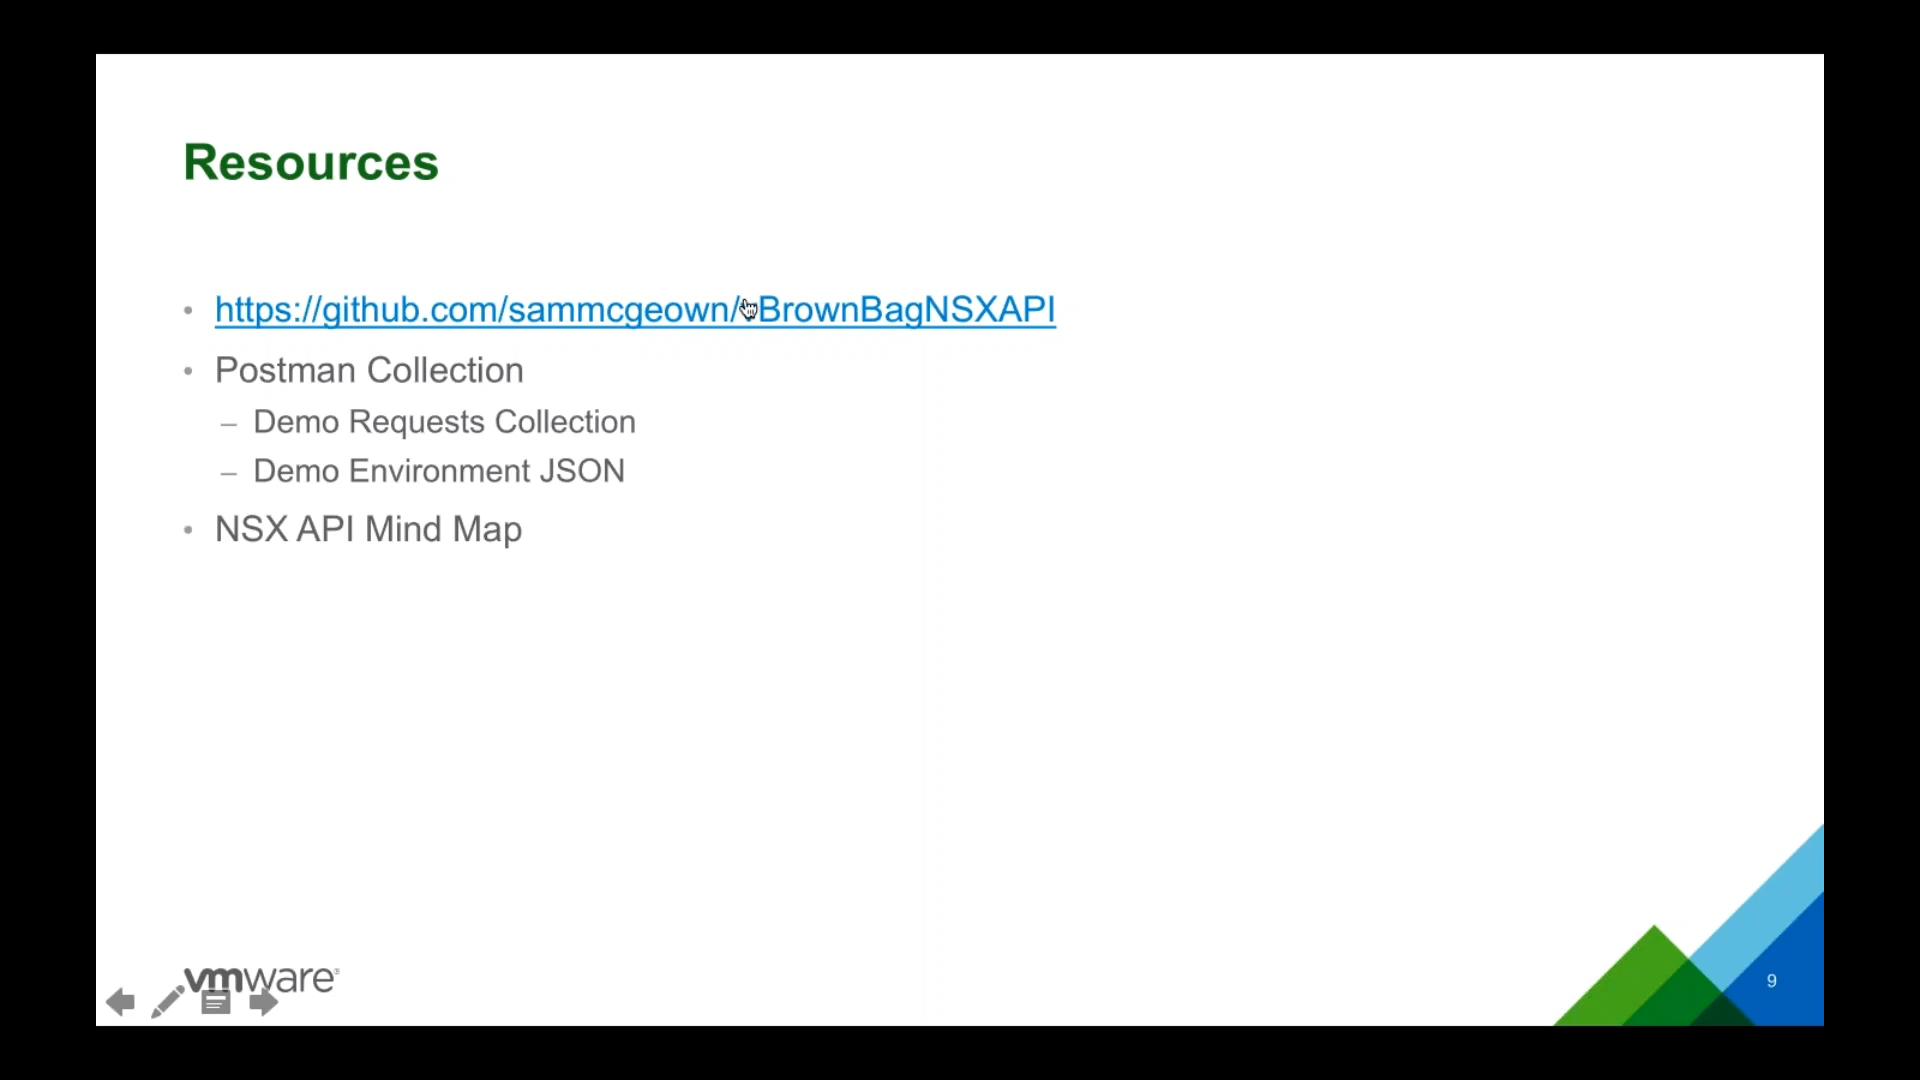 Resources
• https://github.com/sammcgeown/vBrownBagNSXAPI
• Postman Collection
– Demo Requests Collection
– Demo Environment JSON
• NSX API Mind Map
vmware®
9